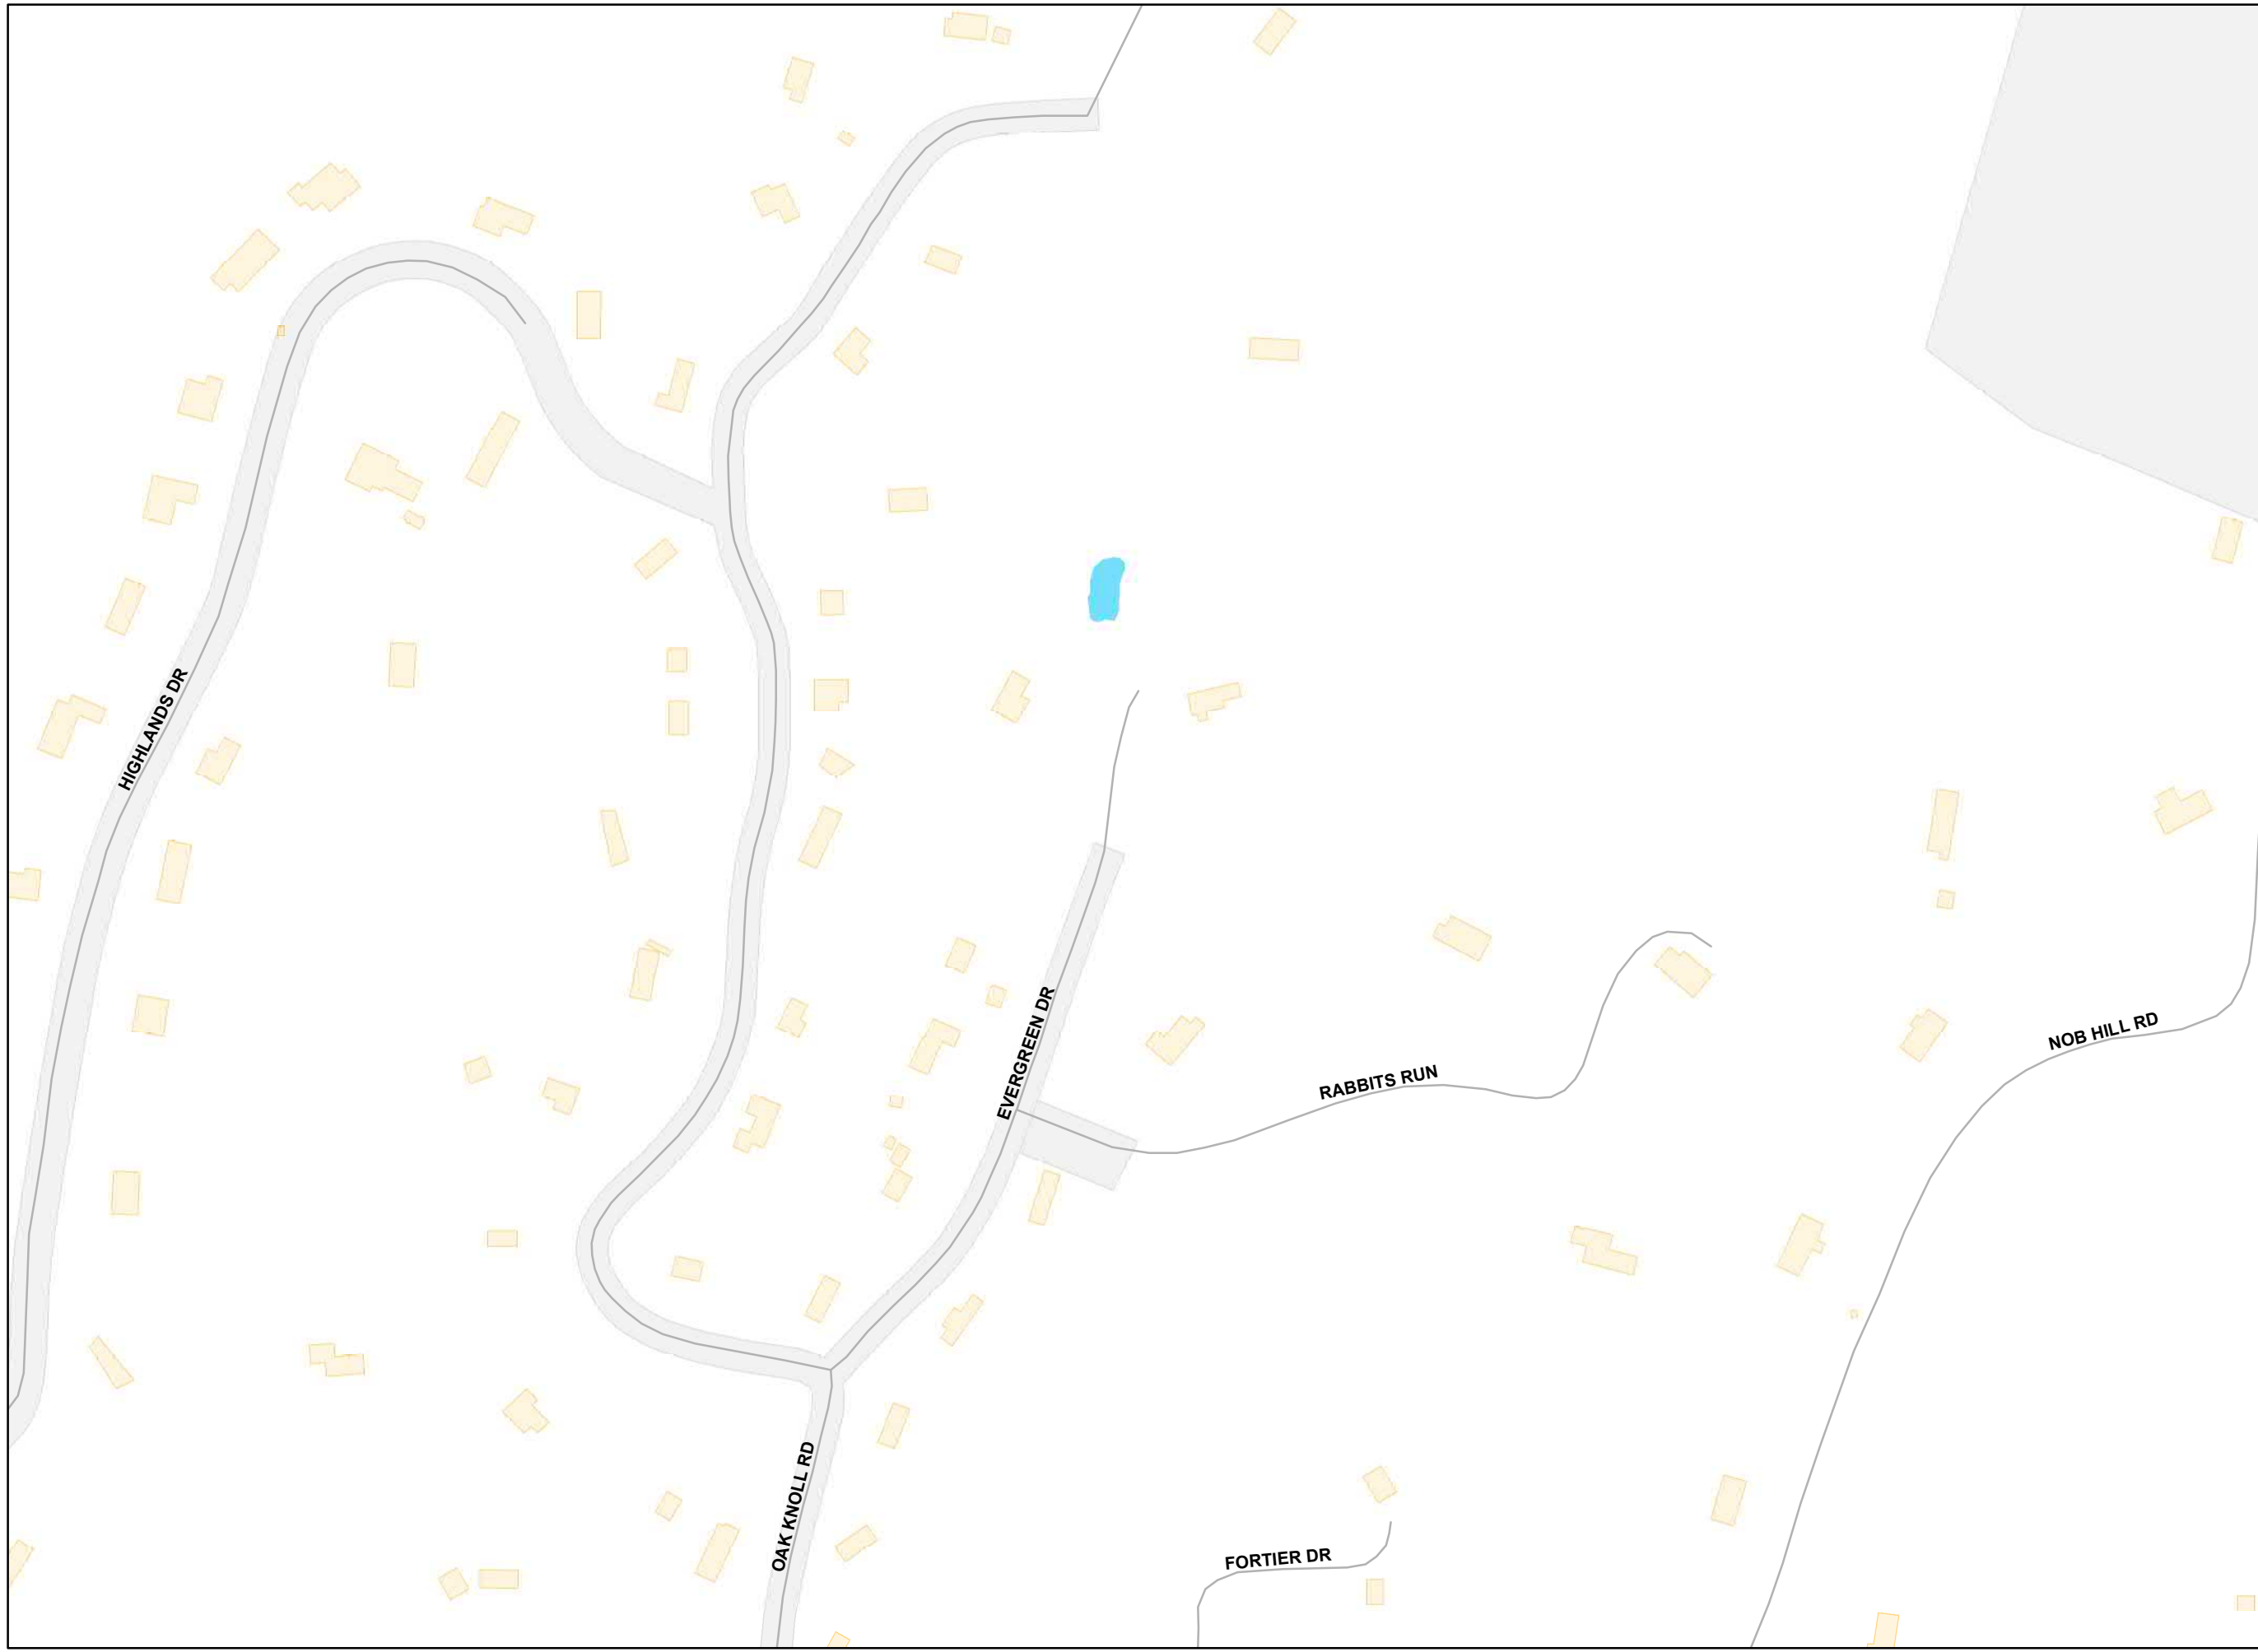 HIGHLANDS DR
EVERGREEN DR
NOB HILL RD
RABBITS RUN
OAK KNOLL RD
FORTIER DR